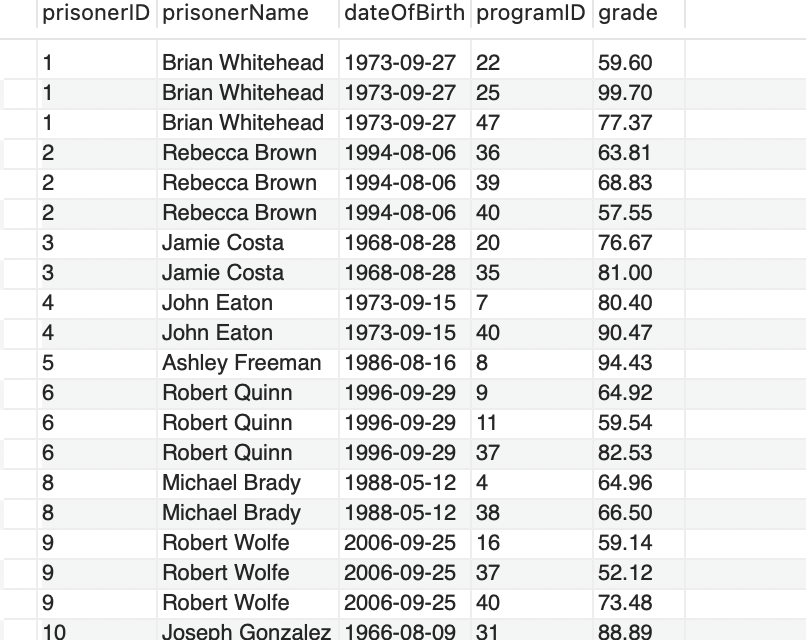 prisonerID prisonerName dateOfBirth programID grade
1 Brian Whitehead 1973-09-27 22 59.60
1 Brian Whitehead 1973-09-27 25 99.70
1 Brian Whitehead 1973-09-27 47 77.37
2 Rebecca Brown 1994-08-06 36 63.81
2 Rebecca Brown 1994-08-06 39 68.83
2 Rebecca Brown 1994-08-06 40 57.55
3 Jamie Costa 1968-08-28 20 76.67
3 Jamie Costa 1968-08-28 35 81.00
4 John Eaton 1973-09-15 7 80.40
4 John Eaton 1973-09-15 40 90.47
5 Ashley Freeman 1986-08-16 8 94.43
6 Robert Quinn 1996-09-29 9 64.92
6 Robert Quinn 1996-09-29 11 59.54
6 Robert Quinn 1996-09-29 37 82.53
8 Michael Brady 1988-05-12 4 64.96
8 Michael Brady 1988-05-12 38 66.50
9 Robert Wolfe 2006-09-25 16 59.14
9 Robert Wolfe 2006-09-25 37 52.12
9 Robert Wolfe 2006-09-25 40 73.48
10 Joseph Gonzalez 1966-08-09 31 88.89